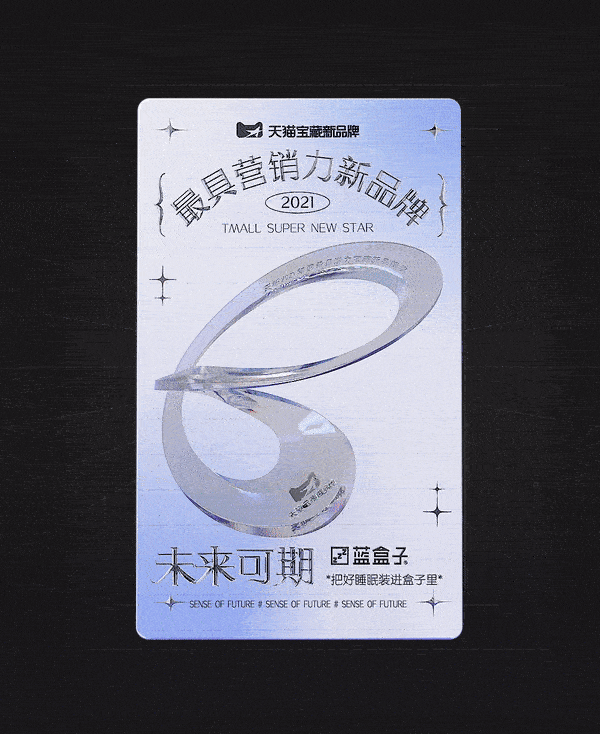 天猫宝藏新品牌
最具营销力新品牌
2021
TMALL SUPER NEW STAR
未来可期
蓝盒子
*把好睡眠装进盒子里*
SENSE OF FUTURE # SENSE OF FUTURE # SENSE OF FUTURE